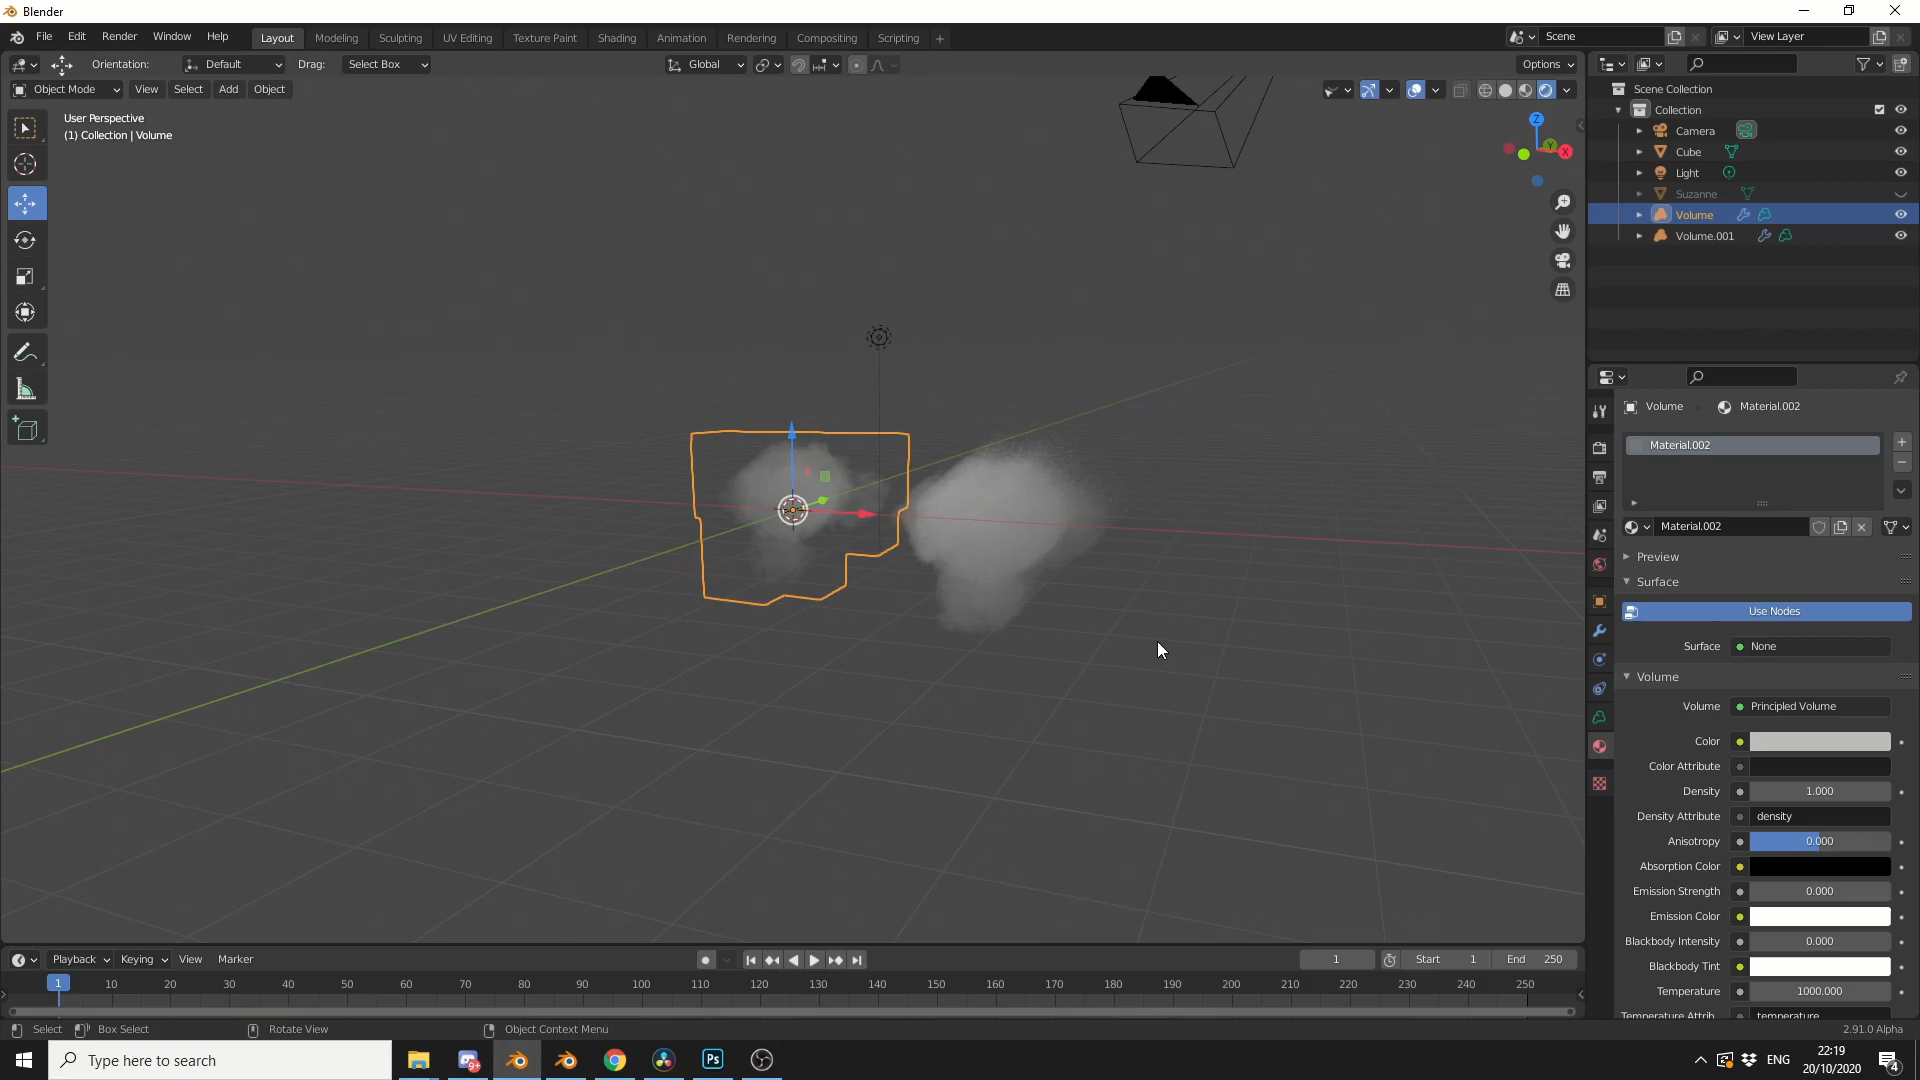 Blender
File Edit Render Window Help Layout Modeling Sculpting UV Editing Texture Paint Shading Animation Rendering Compositing Scripting + Scene View Layer
Orientation: Default Drag: Select Box Global Options
Object Mode View Select Add Object
User Perspective
(1) Collection | Volume
Z
Y
X
Scene Collection
Collection
Camera
Cube
Light
Suzanne
Volume
Volume.001
Volume Material.002
Material.002
Material.002
Preview
Surface
Use Nodes
Surface None
Volume
Volume Principled Volume
Color
Color Attribute
Density 1.000
Density Attribute density
Anisotropy 0.000
Absorption Color
Emission Strength 0.000
Emission Color
Blackbody Intensity 0.000
Blackbody Tint
Temperature 1000.000
Temperature Attrib. temperature
Playback Keying View Marker 1 Start 1 End 250
1 10 20 30 40 50 60 70 80 90 100 110 120 130 140 150 160 170 180 190 200 210 220 230 240 250
Select Box Select Rotate View Object Context Menu 2.91.0 Alpha
Type here to search 9+ Ps ENG 22:19
20/10/2020 4